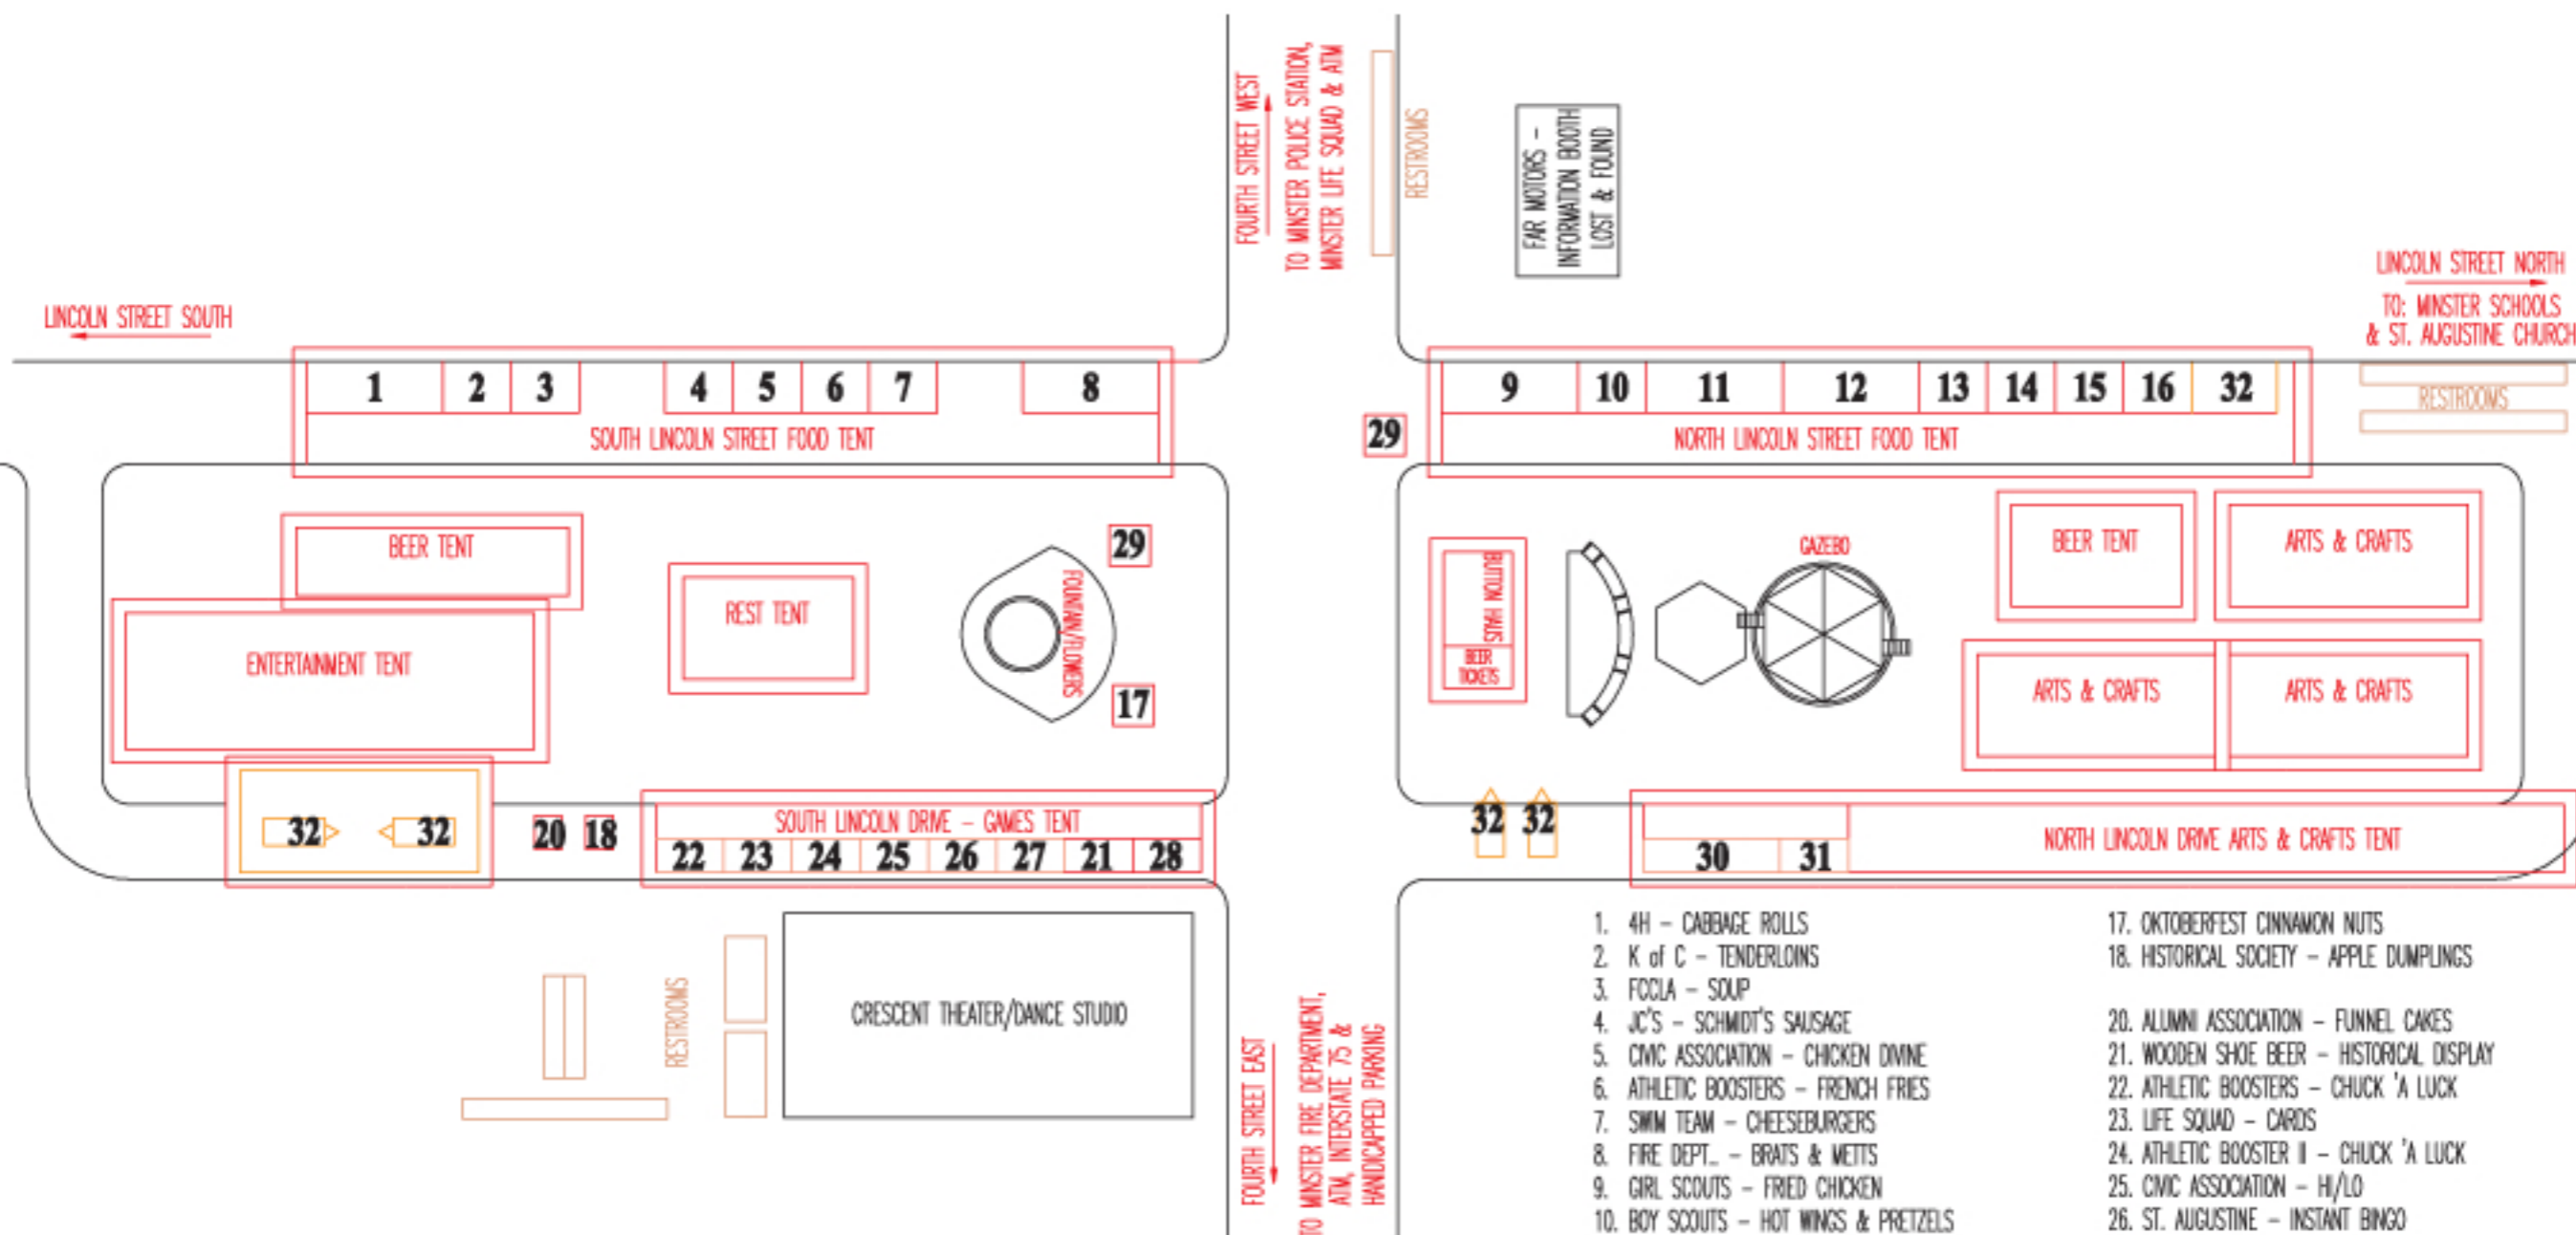 FOURTH STREET WEST
TO MINSTER POLICE STATION,
MINSTER LIFE SQUAD & ATM
RESTROOMS
FAR MOTORS –
INFORMATION BOOTH
LOST & FOUND
LINCOLN STREET NORTH
TO: MINSTER SCHOOLS
& ST. AUGUSTINE CHURCH
RESTROOMS
LINCOLN STREET SOUTH
1 2 3 4 5 6 7 8
SOUTH LINCOLN STREET FOOD TENT
29
9 10 11 12 13 14 15 16 32
NORTH LINCOLN STREET FOOD TENT
BEER TENT
ENTERTAINMENT TENT
REST TENT
FOUNTAIN/FLOWERS
29
17
BUTTON HAUS
BEER
TICKETS
GAZEBO
BEER TENT
ARTS & CRAFTS
ARTS & CRAFTS
ARTS & CRAFTS
32 32
20 18
SOUTH LINCOLN DRIVE – GAMES TENT
22 23 24 25 26 27 21 28
32 32
30 31
NORTH LINCOLN DRIVE ARTS & CRAFTS TENT
RESTROOMS
CRESCENT THEATER/DANCE STUDIO
FOURTH STREET EAST
TO MINSTER FIRE DEPARTMENT,
ATM, INTERSTATE 75 &
HANDICAPPED PARKING
1. 4H – CABBAGE ROLLS
2. K of C – TENDERLOINS
3. FCCLA – SOUP
4. JC'S – SCHMIDT'S SAUSAGE
5. CIVIC ASSOCIATION – CHICKEN DIVINE
6. ATHLETIC BOOSTERS – FRENCH FRIES
7. SWIM TEAM – CHEESEBURGERS
8. FIRE DEPT.. – BRATS & METTS
9. GIRL SCOUTS – FRIED CHICKEN
10. BOY SCOUTS – HOT WINGS & PRETZELS
17. OKTOBERFEST CINNAMON NUTS
18. HISTORICAL SOCIETY – APPLE DUMPLINGS
20. ALUMNI ASSOCIATION – FUNNEL CAKES
21. WOODEN SHOE BEER – HISTORICAL DISPLAY
22. ATHLETIC BOOSTERS – CHUCK 'A LUCK
23. LIFE SQUAD – CARDS
24. ATHLETIC BOOSTER II – CHUCK 'A LUCK
25. CIVIC ASSOCIATION – HI/LO
26. ST. AUGUSTINE – INSTANT BINGO